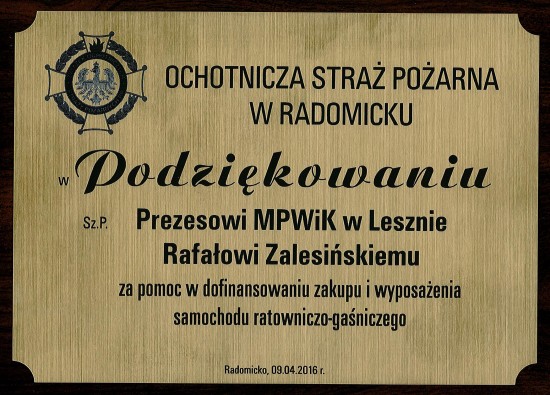 OCHOTNICZA STRAŻ POŻARNA
W RADOMICKU
w Podziękowaniu
Sz.P. Prezesowi MPWiK w Lesznie
Rafałowi Zalesińskiemu
za pomoc w dofinansowaniu zakupu i wyposażenia
samochodu ratowniczo-gaśniczego
Radomicko, 09.04.2016 r.